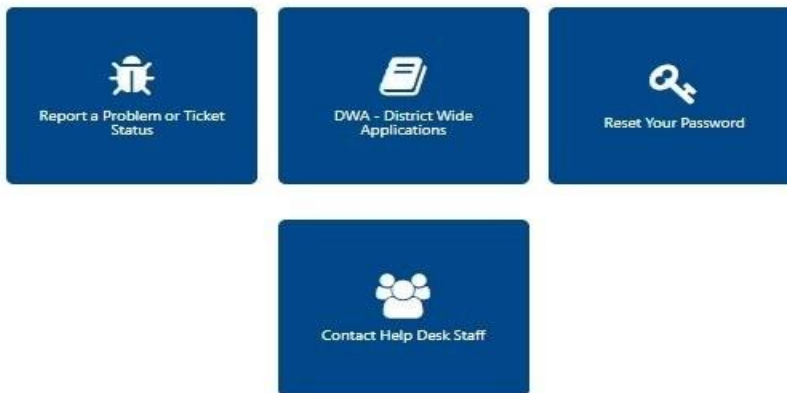 Report a Problem or Ticket
Status
DWA - District Wide
Applications
Reset Your Password
Contact Help Desk Staff